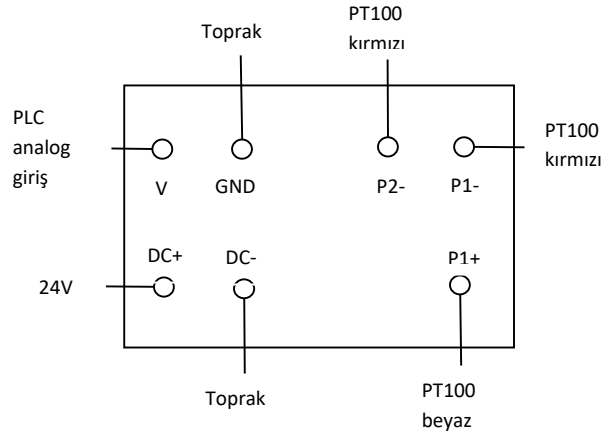 PT100
kırmızı
Toprak
PLC
analog
giriş
PT100
kırmızı
V
GND
P2-
P1-
DC+
DC-
P1+
24V
Toprak
PT100
beyaz